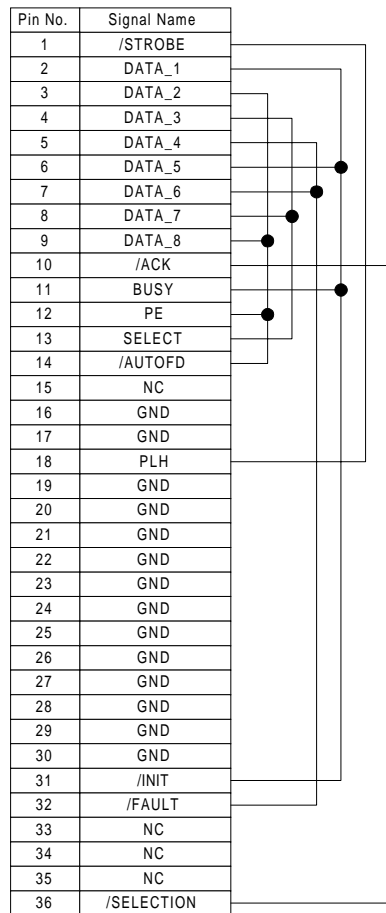 Pin No. Signal Name
1 /STROBE
2 DATA_1
3 DATA_2
4 DATA_3
5 DATA_4
6 DATA_5
7 DATA_6
8 DATA_7
9 DATA_8
10 /ACK
11 BUSY
12 PE
13 SELECT
14 /AUTOFD
15 NC
16 GND
17 GND
18 PLH
19 GND
20 GND
21 GND
22 GND
23 GND
24 GND
25 GND
26 GND
27 GND
28 GND
29 GND
30 GND
31 /INIT
32 /FAULT
33 NC
34 NC
35 NC
36 /SELECTION